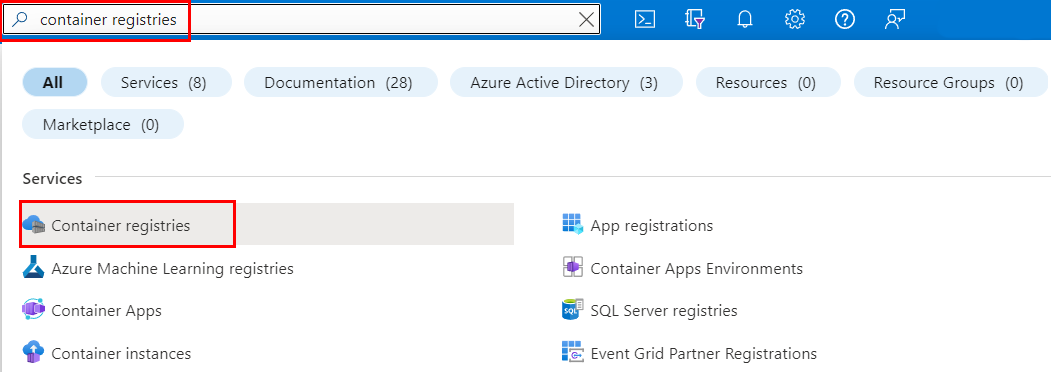 container registries
All Services (8) Documentation (28) Azure Active Directory (3) Resources (0) Resource Groups (0)
Marketplace (0)
Services
Container registries App registrations
Azure Machine Learning registries Container Apps Environments
Container Apps SQL Server registries
Container instances Event Grid Partner Registrations